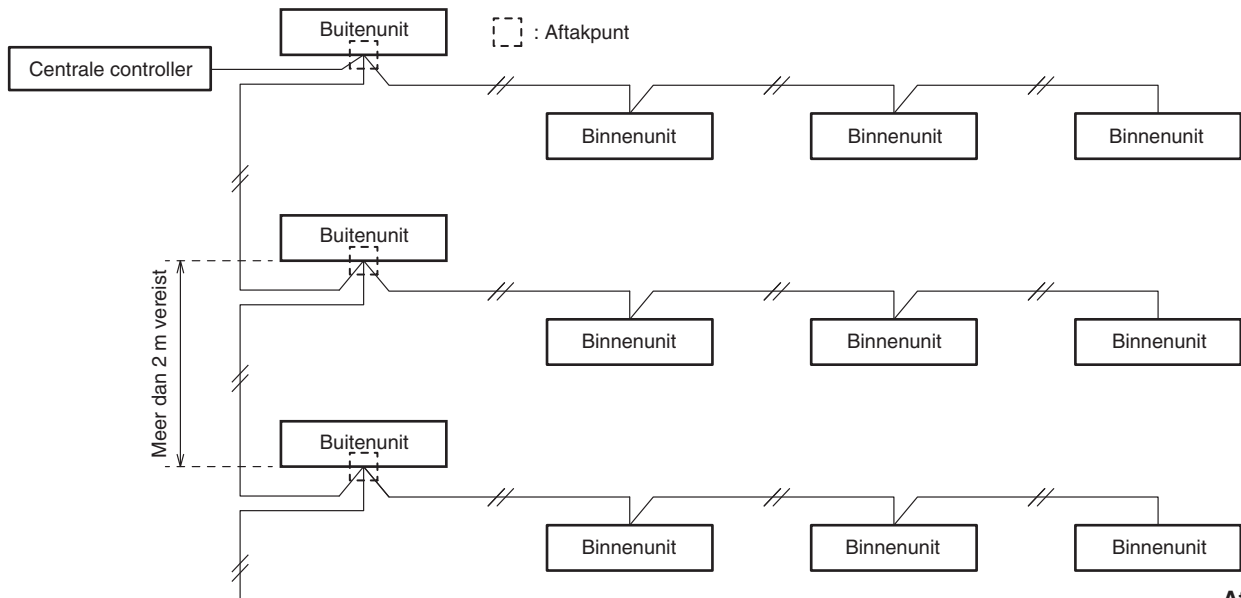 Buitenunit
: Aftakpunt
Centrale controller
Binnenunit
Binnenunit
Binnenunit
Buitenunit
Meer dan 2 m vereist
Binnenunit
Binnenunit
Binnenunit
Buitenunit
Binnenunit
Binnenunit
Binnenunit